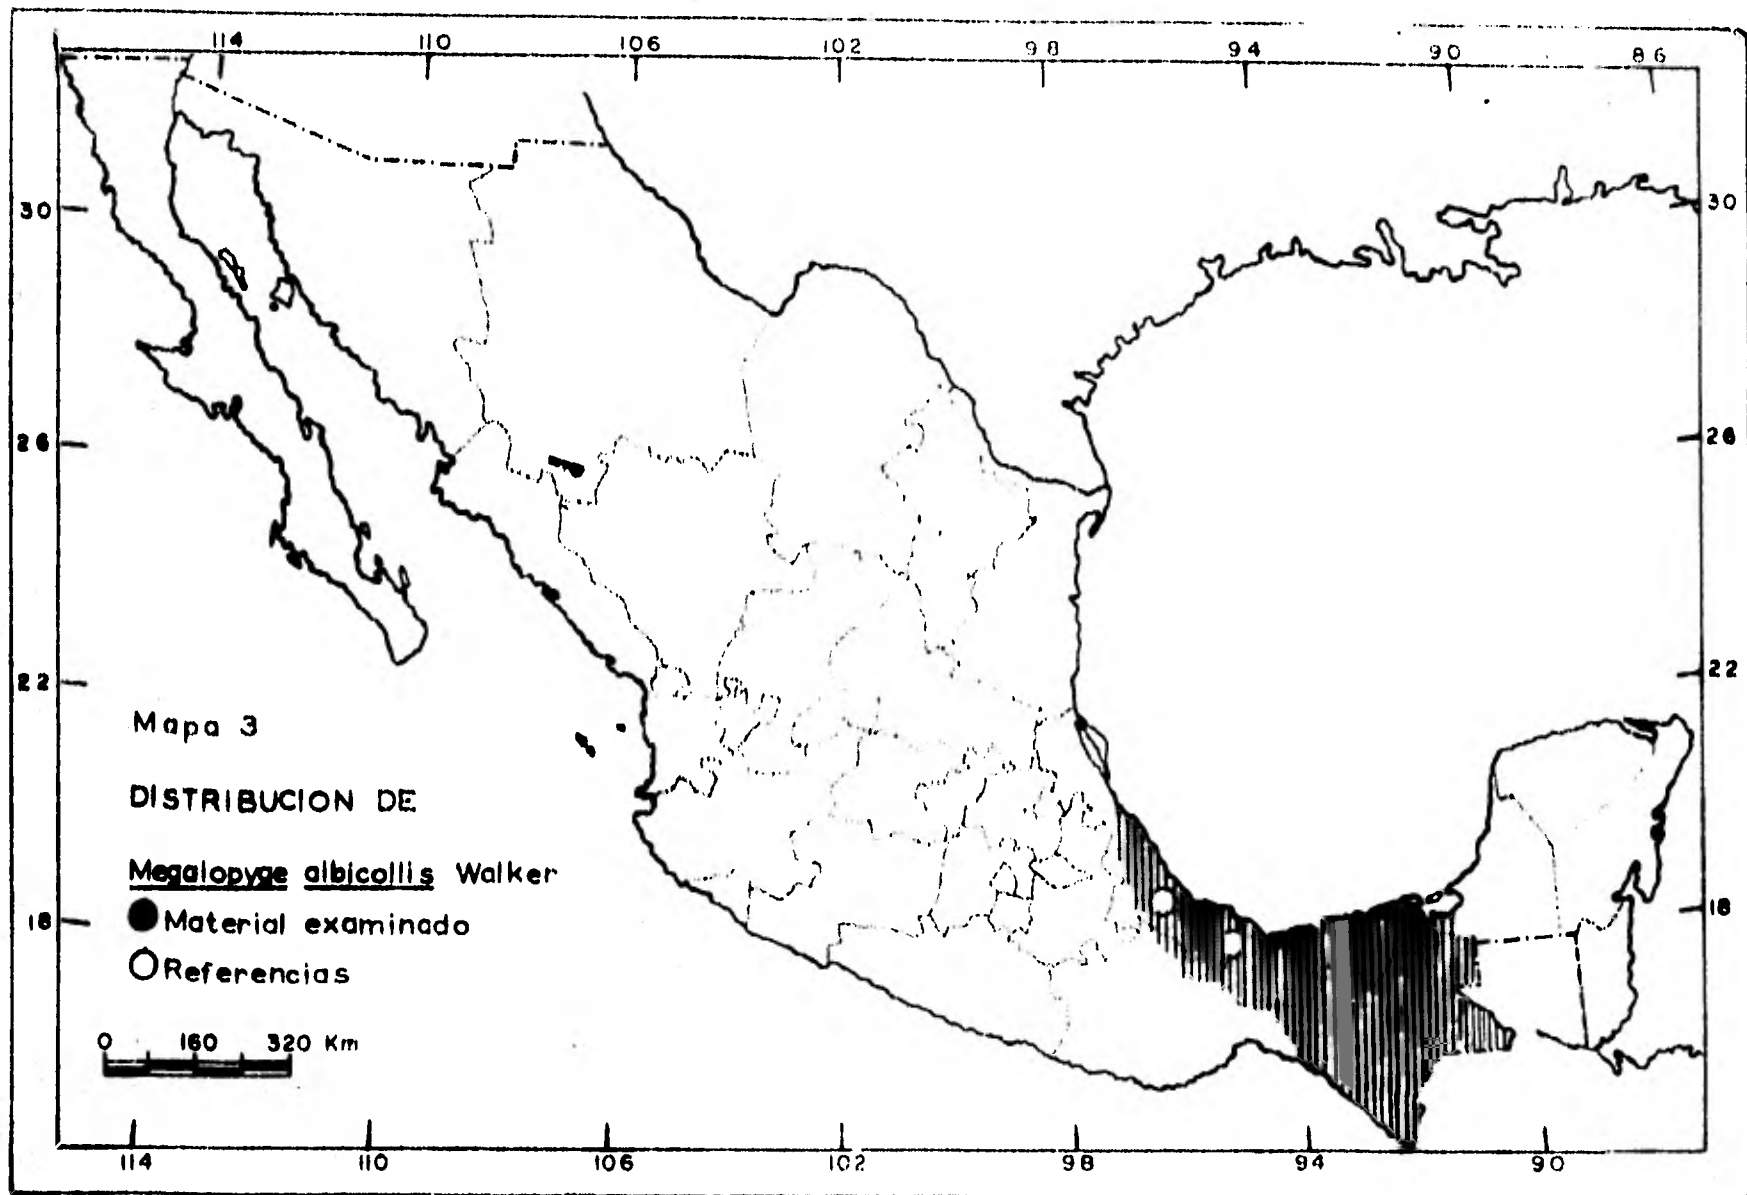 114 110 106 102 98 94 90 86
30 30
26 26
22 22
Mapa 3
DISTRIBUCION DE
Megalopyge albicollis Walker
18 18
Material examinado
Referencias
0 160 320 Km
114 110 106 102 98 94 90